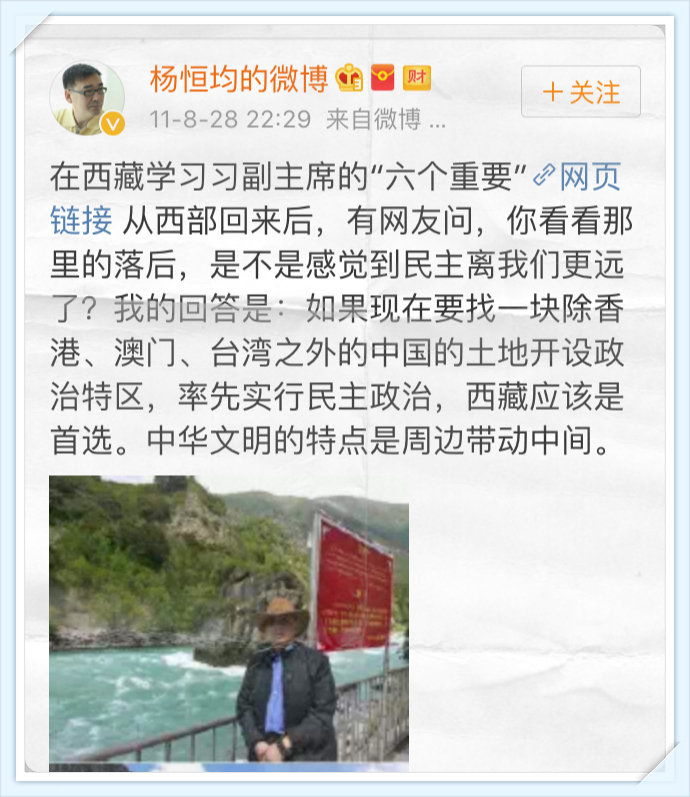 杨恒均的微博
财
11-8-28 22:29 来自微博 ...
+关注
在西藏学习习副主席的“六个重要” 网页
链接 从西部回来后，有网友问，你看看那
里的落后，是不是感觉到民主离我们更远
了？我的回答是：如果现在要找一块除香
港、澳门、台湾之外的中国的土地开设政
治特区，率先实行民主政治，西藏应该是
首选。中华文明的特点是周边带动中间。